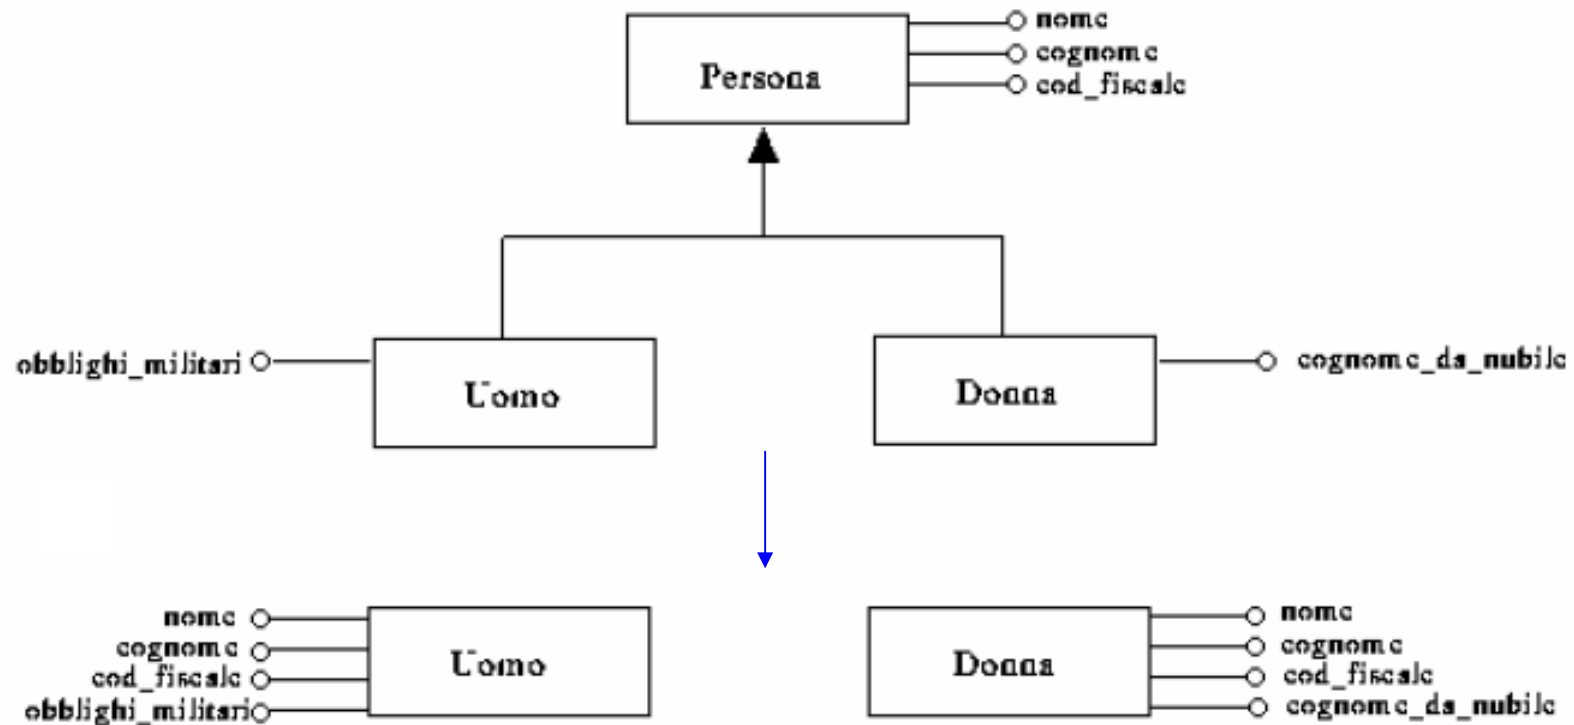 nome
cognome
Persona
cod_fiscale
obblighi_militari
cognome_da_nubile
Uomo
Donna
nome
nome
cognome
cognome
Uomo
Donna
cod_fiscale
cod_fiscale
obblighi_militari
cognome_da_nubile